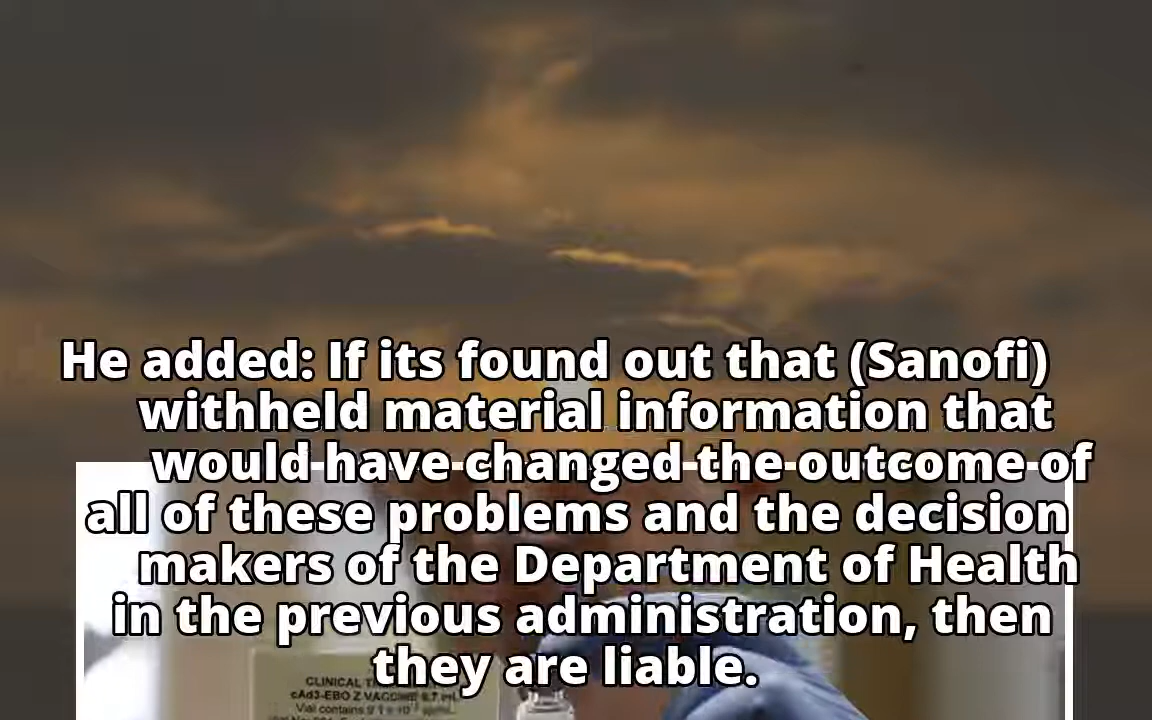 He added: If its found out that (Sanofi)
withheld material information that
would have changed the outcome of
all of these problems and the decision
makers of the Department of Health
in the previous administration, then
they are liable.
CLINICAL
cAd3-EBO Z VACCINE
Vial contains